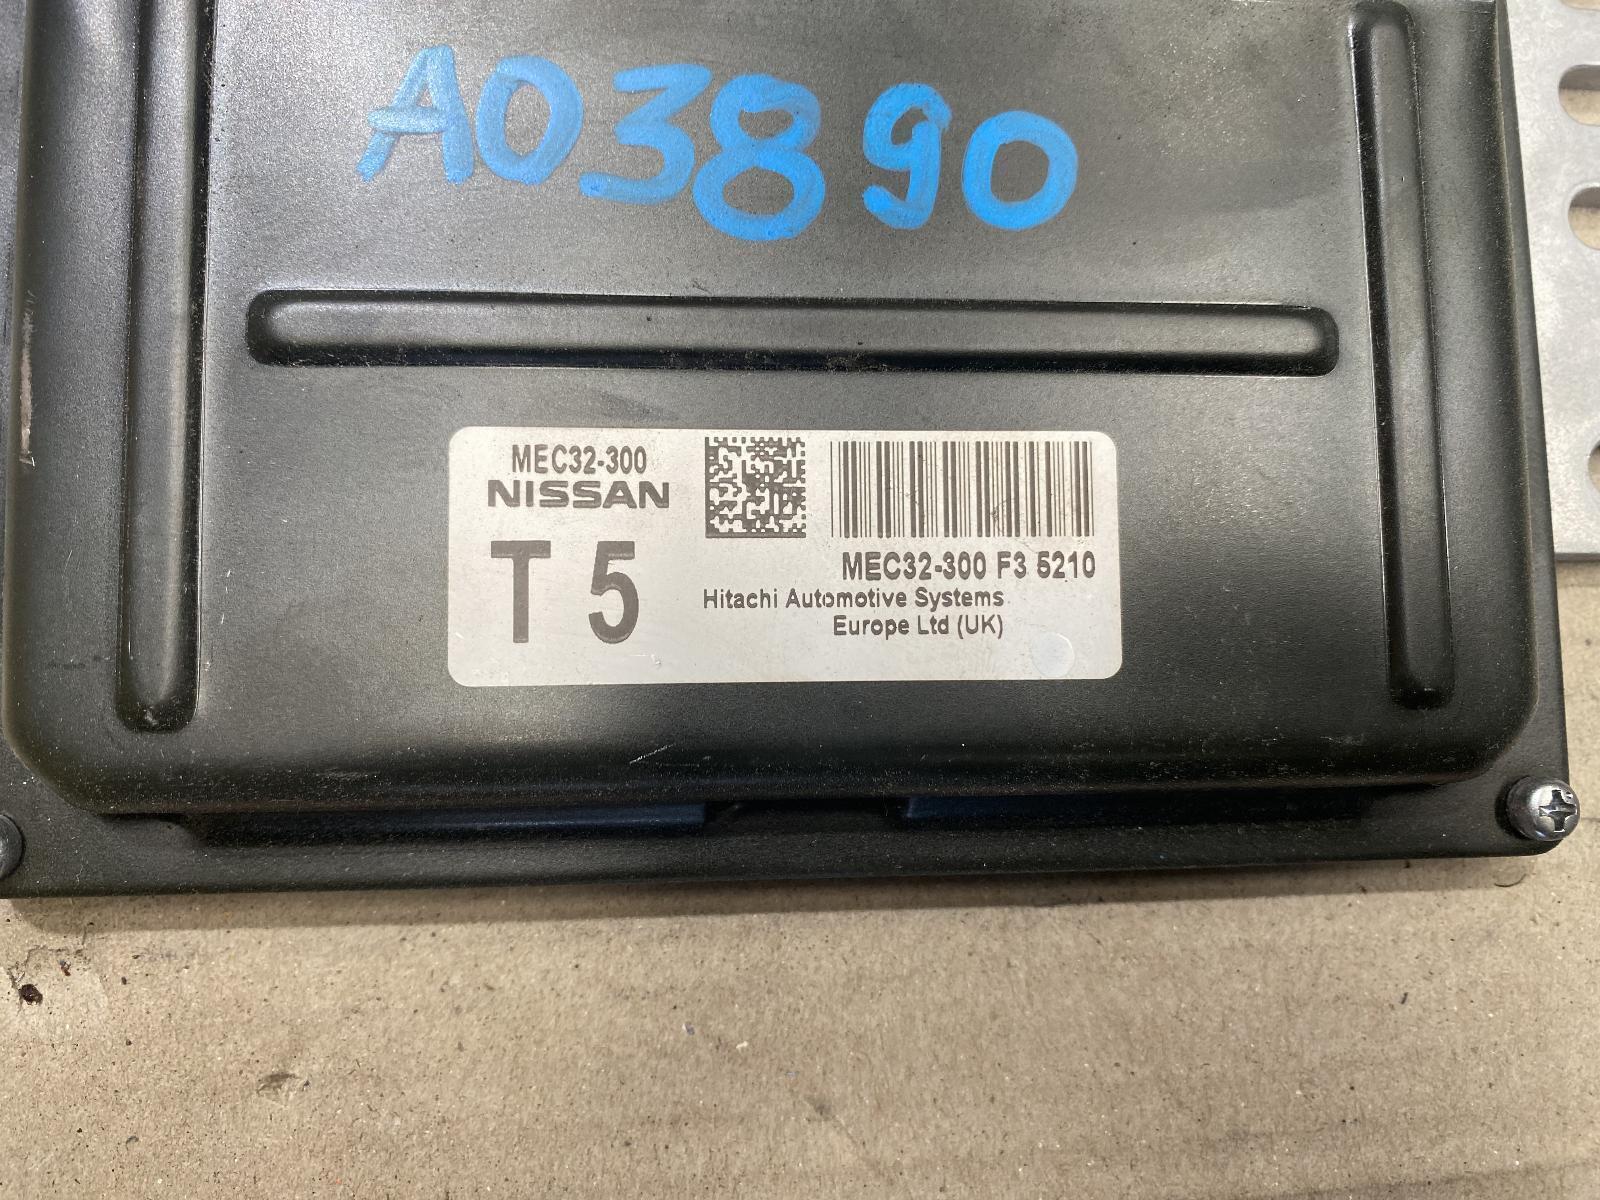 A03890
MEC32-300
NISSAN
T 5
MEC32-300 F3 5210
Hitachi Automotive Systems
Europe Ltd (UK)